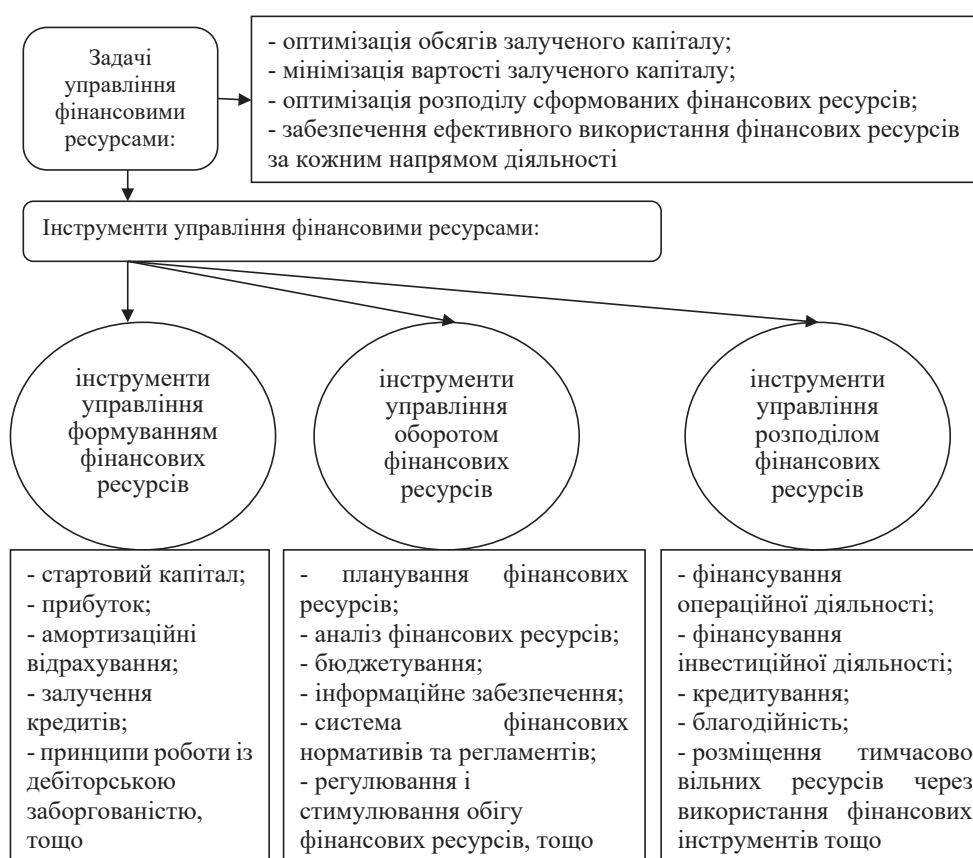 Задачі
управління
фінансовими
ресурсами:
- оптимізація обсягів залученого капіталу;
- мінімізація вартості залученого капіталу;
- оптимізація розподілу сформованих фінансових ресурсів;
- забезпечення ефективного використання фінансових ресурсів
за кожним напрямом діяльності
Інструменти управління фінансовими ресурсами:
інструменти
управління
формуванням
фінансових
ресурсів
інструменти
управління
оборотом
фінансових
ресурсів
інструменти
управління
розподілом
фінансових
ресурсів
- стартовий капітал;
- прибуток;
- амортизаційні
відрахування;
- залучення
кредитів;
- принципи роботи із
дебіторською
заборгованістю,
тощо
- планування фінансових
ресурсів;
- аналіз фінансових ресурсів;
- бюджетування;
- інформаційне забезпечення;
- система фінансових
нормативів та регламентів;
- регулювання і
стимулювання обігу
фінансових ресурсів, тощо
- фінансування
операційної діяльності;
- фінансування
інвестиційної діяльності;
- кредитування;
- благодійність;
- розміщення тимчасово
вільних ресурсів через
використання фінансових
інструментів тощо